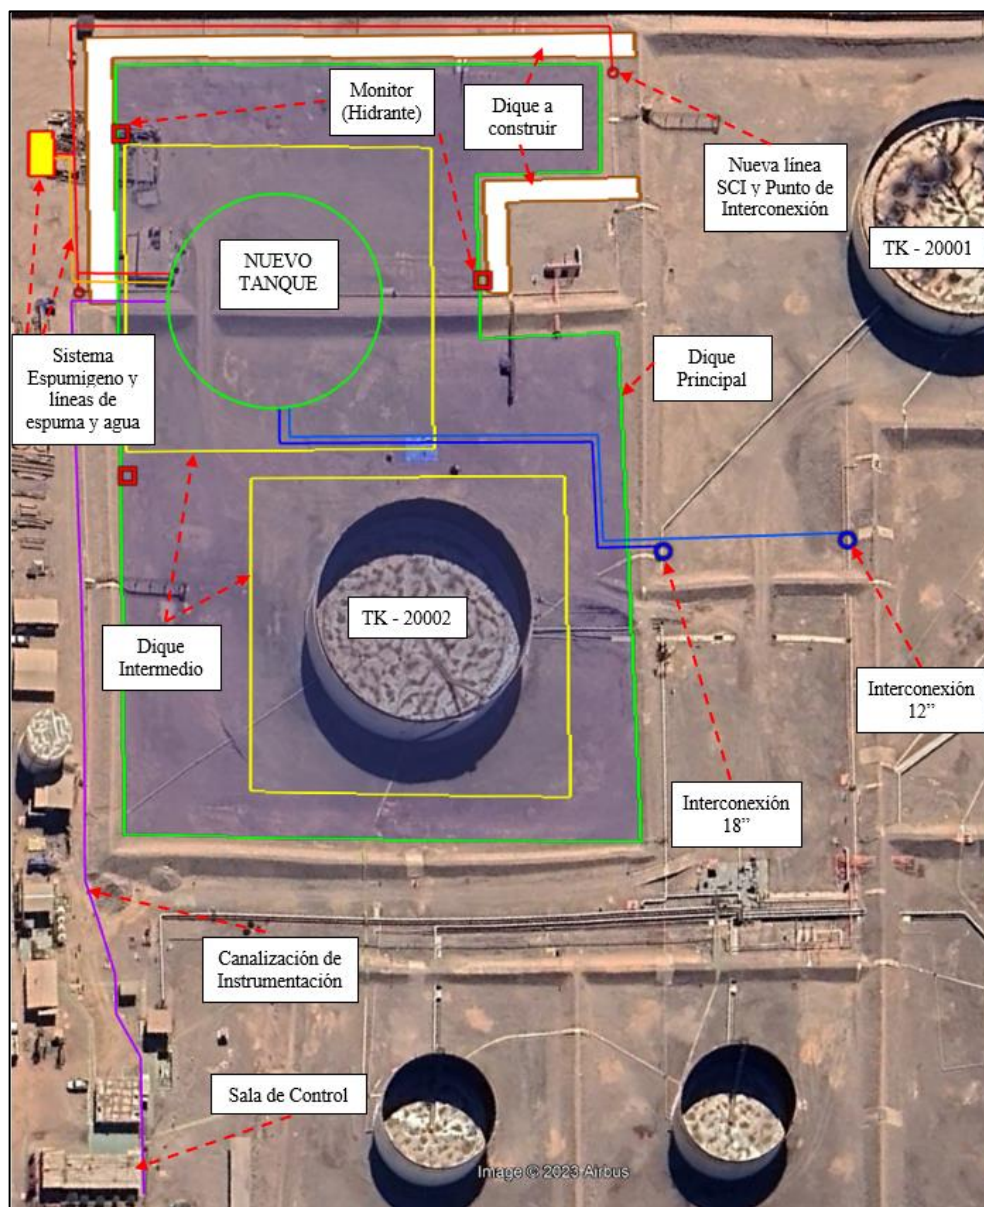 Monitor
(Hidrante)
Dique a
construir
Nueva línea
SCI y Punto de
Interconexión
TK - 20001
NUEVO
TANQUE
Sistema
Espumigeno y
líneas de
espuma y agua
Dique
Principal
TK - 20002
Dique
Intermedio
Interconexión
12”
Interconexión
18”
Canalización de
Instrumentación
Sala de Control
Image © 2023 Airbus